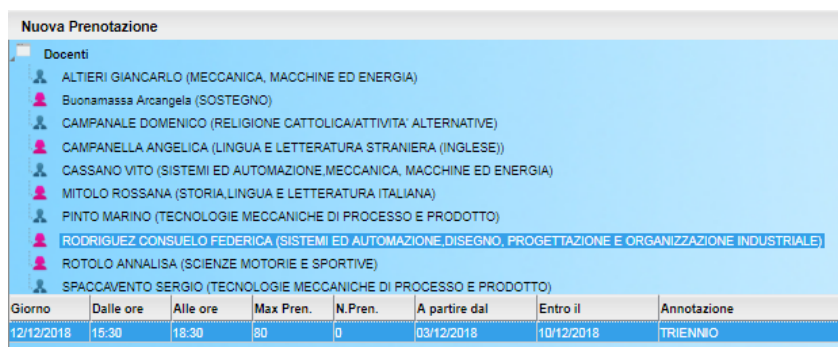 Nuova Prenotazione
Docenti
ALTIERI GIANCARLO (MECCANICA, MACCHINE ED ENERGIA)
Buonamassa Arcangela (SOSTEGNO)
CAMPANALE DOMENICO (RELIGIONE CATTOLICA/ATTIVITA' ALTERNATIVE)
CAMPANELLA ANGELICA (LINGUA E LETTERATURA STRANIERA (INGLESE))
CASSANO VITO (SISTEMI ED AUTOMAZIONE,MECCANICA, MACCHINE ED ENERGIA)
MITOLO ROSSANA (STORIA,LINGUA E LETTERATURA ITALIANA)
PINTO MARINO (TECNOLOGIE MECCANICHE DI PROCESSO E PRODOTTO)
RODRIGUEZ CONSUELO FEDERICA (SISTEMI ED AUTOMAZIONE,DISEGNO, PROGETTAZIONE E ORGANIZZAZIONE INDUSTRIALE)
ROTOLO ANNALISA (SCIENZE MOTORIE E SPORTIVE)
SPACCAVENTO SERGIO (TECNOLOGIE MECCANICHE DI PROCESSO E PRODOTTO)
Giorno Dalle ore Alle ore Max Pren. N.Pren. A partire dal Entro il Annotazione
12/12/2018 15:30 18:30 80 0 03/12/2018 10/12/2018 TRIENNIO